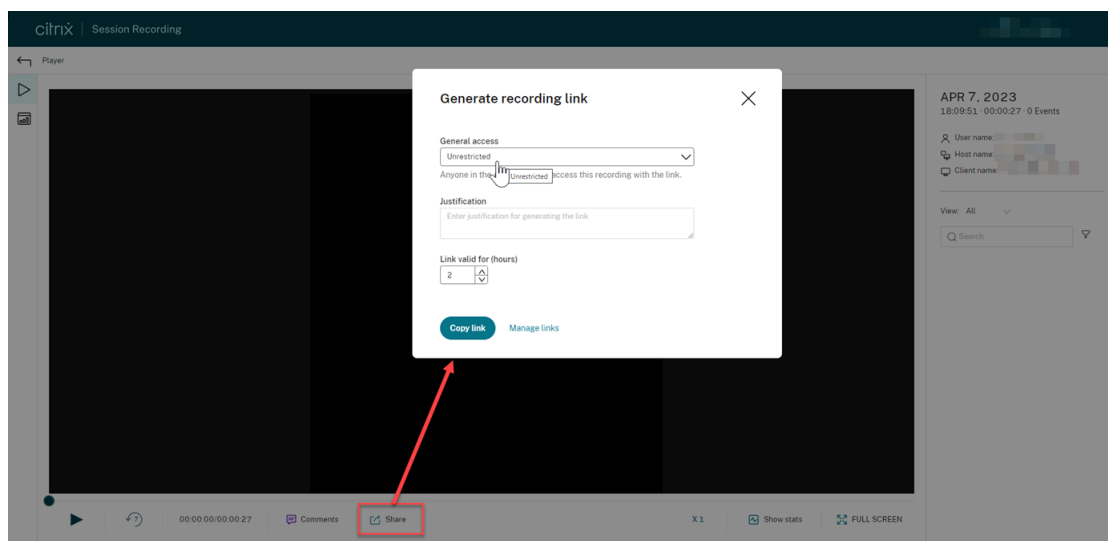 citrix | Session Recording
Player
Generate recording link
General access
Unrestricted
Anyone in the Unrestricted access this recording with the link.
Justification
Enter justification for generating the link
Link valid for (hours)
2
Copy link Manage links
APR 7, 2023
18:09:51 · 00:00:27 · 0 Events
User name:
Host name:
Client name:
View: All
Search
7 00:00:00/00:00:27 Comments Share X 1 Show stats FULL SCREEN